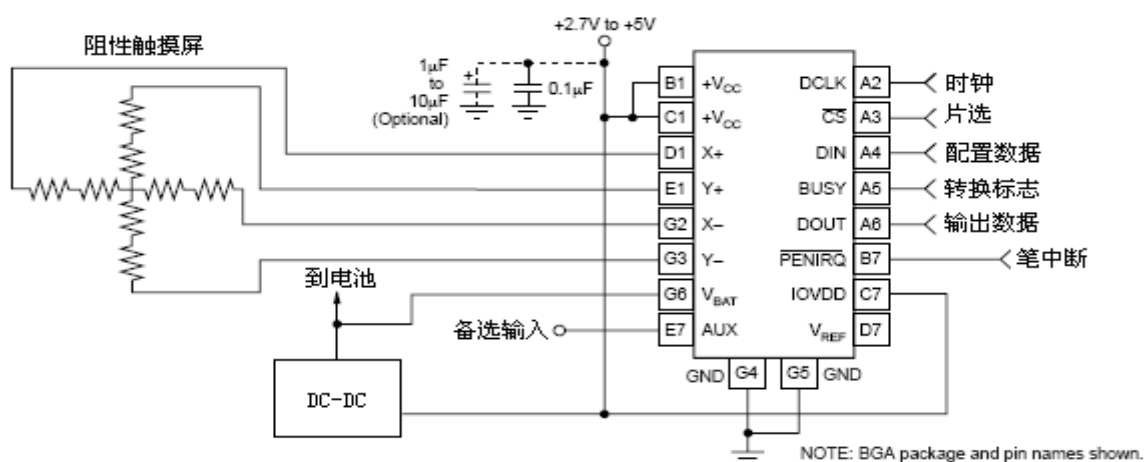 +2.7V to +5V
阻性触摸屏
1μF
to
10μF
(Optional)
+
0.1μF
B1 +VCC DCLK A2 时钟
C1 +VCC CS A3 片选
D1 X+ DIN A4 配置数据
E1 Y+ BUSY A5 转换标志
G2 X– DOUT A6 输出数据
G3 Y– PENIRQ B7 笔中断
到电池
G6 VBAT IOVDD C7
备选输入 E7 AUX VREF D7
GND G4 G5 GND
DC-DC
NOTE: BGA package and pin names shown.